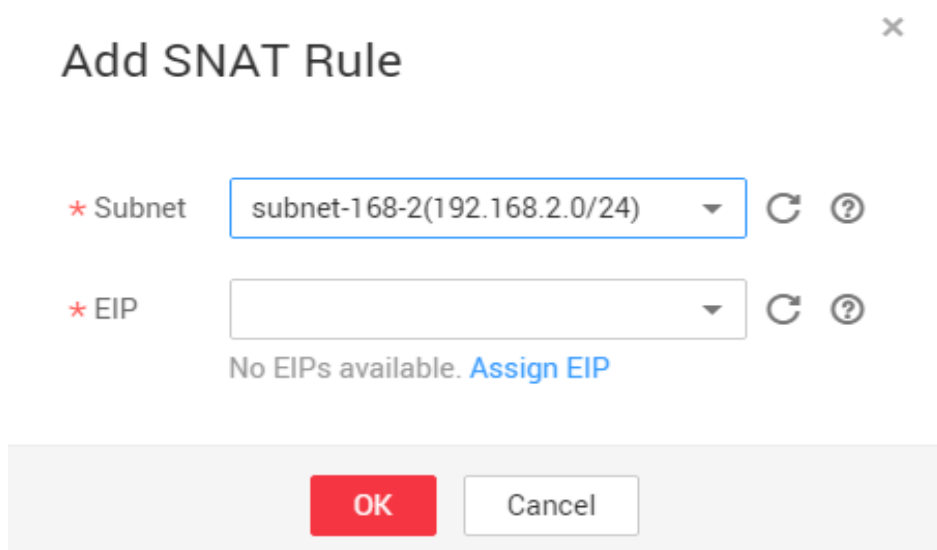 Add SNAT Rule
* Subnet subnet-168-2(192.168.2.0/24)
* EIP
No EIPs available. Assign EIP
OK Cancel